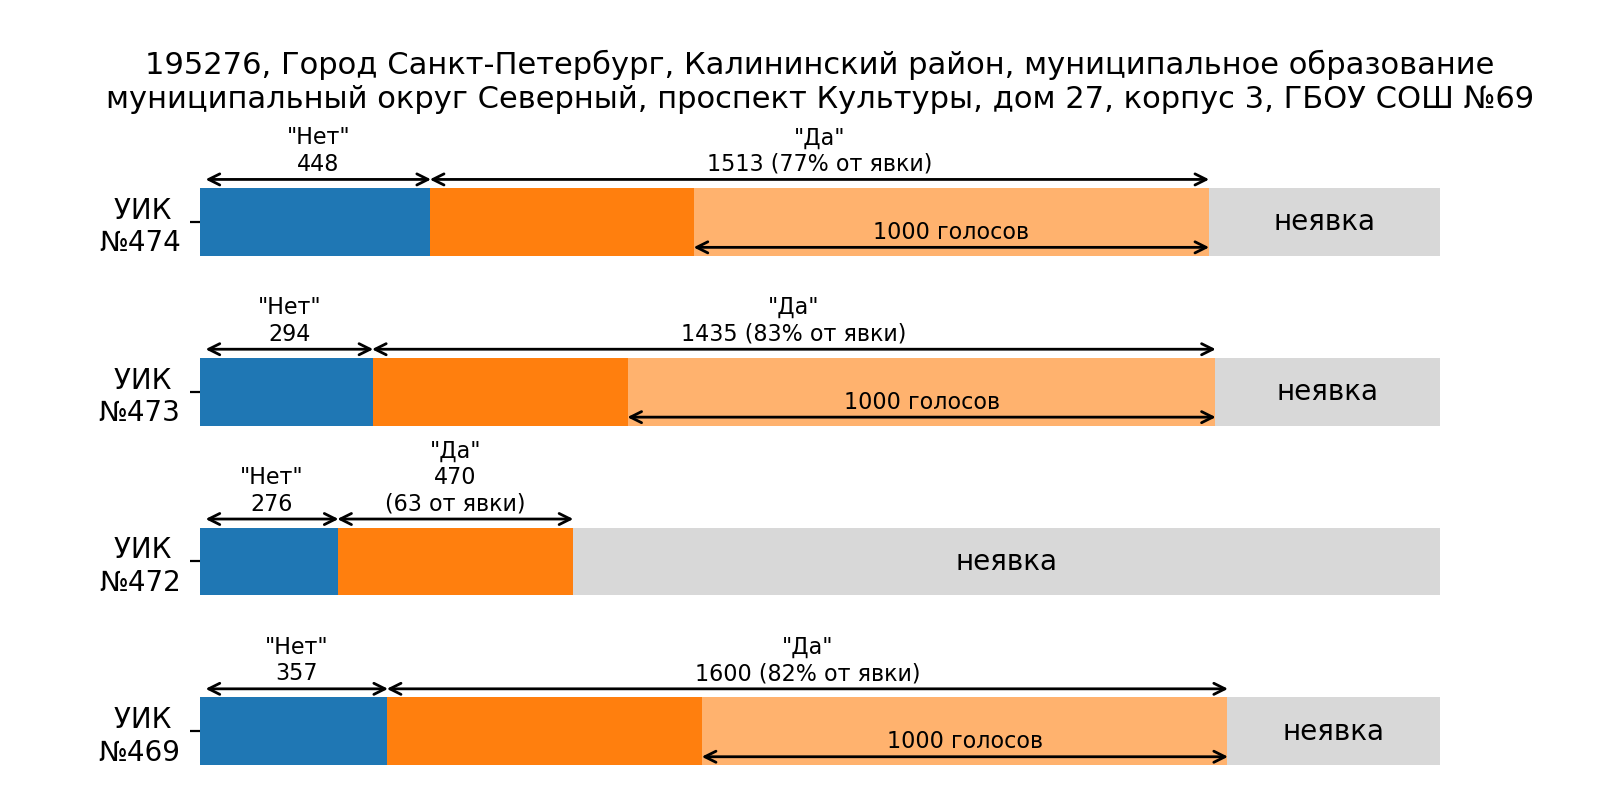 195276, Город Санкт-Петербург, Калининский район, муниципальное образование
муниципальный округ Северный, проспект Культуры, дом 27, корпус 3, ГБОУ СОШ №69
"Нет"
448
"Да"
1513 (77% от явки)
УИК
№474
1000 голосов
неявка
"Нет"
294
"Да"
1435 (83% от явки)
УИК
№473
1000 голосов
неявка
"Нет"
276
"Да"
470
(63 от явки)
УИК
№472
неявка
"Нет"
357
"Да"
1600 (82% от явки)
УИК
№469
1000 голосов
неявка